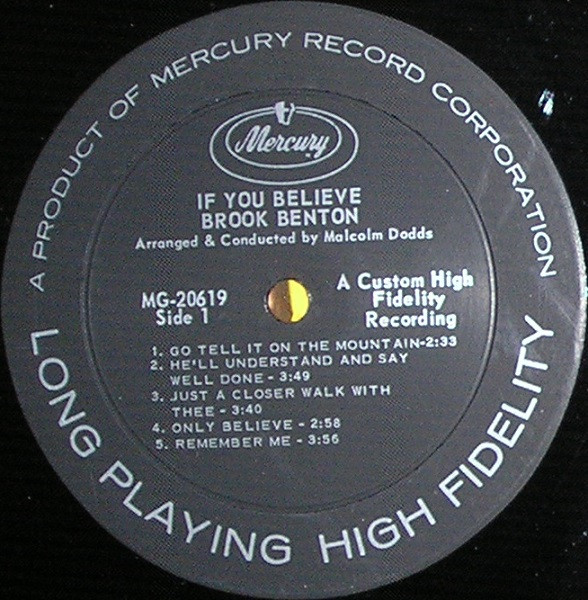 A PRODUCT OF MERCURY RECORD CORPORATION
Mercury
IF YOU BELIEVE
BROOK BENTON
Arranged & Conducted by Malcolm Dodds
MG-20619
Side 1
A Custom High
Fidelity
Recording
1. GO TELL IT ON THE MOUNTAIN-2:33
2. HE'LL UNDERSTAND AND SAY
WELL DONE - 3:49
3. JUST A CLOSER WALK WITH
THEE - 3:40
4. ONLY BELIEVE - 2:58
5. REMEMBER ME - 3:56
LONG PLAYING HIGH FIDELITY